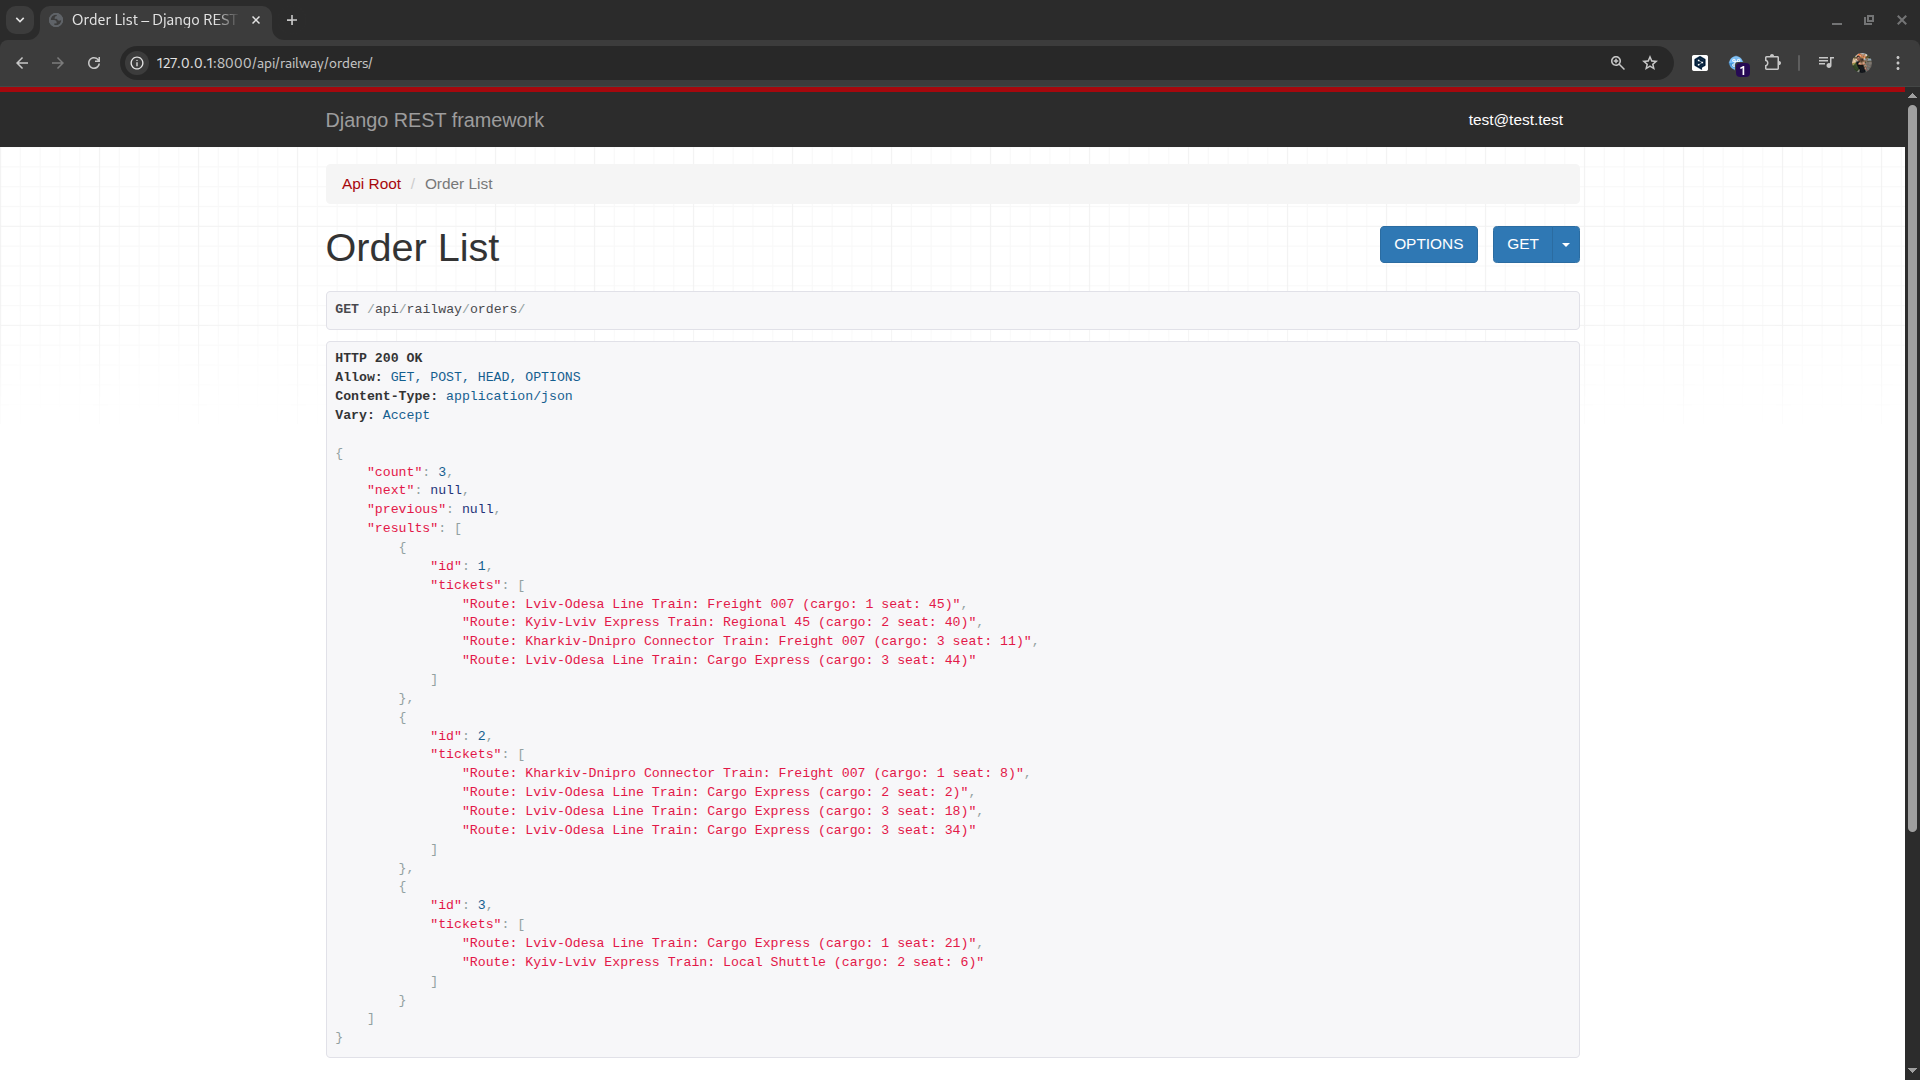 Order List – Django REST
127.0.0.1:8000/api/railway/orders/
1
Django REST framework
test@test.test
Api Root / Order List
Order List
OPTIONS
GET
GET /api/railway/orders/
HTTP 200 OK
Allow: GET, POST, HEAD, OPTIONS
Content-Type: application/json
Vary: Accept
{
    "count": 3,
    "next": null,
    "previous": null,
    "results": [
        {
            "id": 1,
            "tickets": [
                "Route: Lviv-Odesa Line Train: Freight 007 (cargo: 1 seat: 45)",
                "Route: Kyiv-Lviv Express Train: Regional 45 (cargo: 2 seat: 40)",
                "Route: Kharkiv-Dnipro Connector Train: Freight 007 (cargo: 3 seat: 11)",
                "Route: Lviv-Odesa Line Train: Cargo Express (cargo: 3 seat: 44)"
            ]
        },
        {
            "id": 2,
            "tickets": [
                "Route: Kharkiv-Dnipro Connector Train: Freight 007 (cargo: 1 seat: 8)",
                "Route: Lviv-Odesa Line Train: Cargo Express (cargo: 2 seat: 2)",
                "Route: Lviv-Odesa Line Train: Cargo Express (cargo: 3 seat: 18)",
                "Route: Lviv-Odesa Line Train: Cargo Express (cargo: 3 seat: 34)"
            ]
        },
        {
            "id": 3,
            "tickets": [
                "Route: Lviv-Odesa Line Train: Cargo Express (cargo: 1 seat: 21)",
                "Route: Kyiv-Lviv Express Train: Local Shuttle (cargo: 2 seat: 6)"
            ]
        }
    ]
}